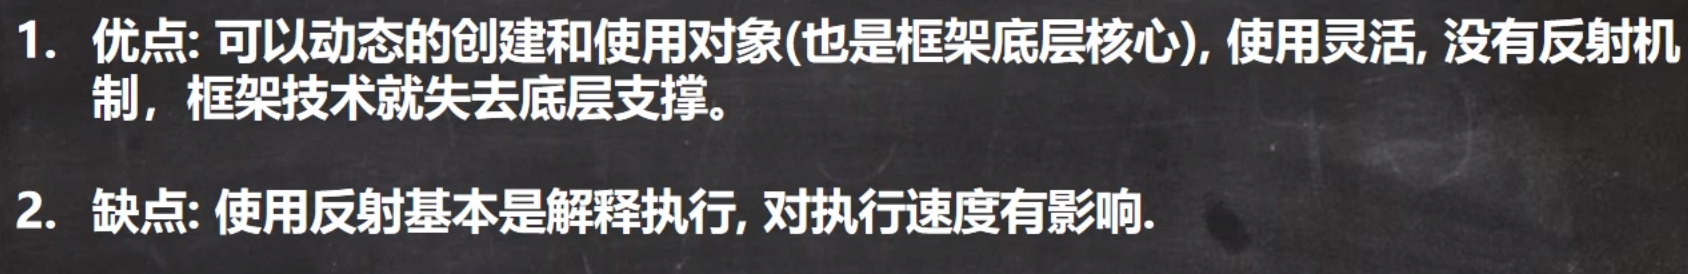 1. 优点: 可以动态的创建和使用对象(也是框架底层核心), 使用灵活, 没有反射机
制，框架技术就失去底层支撑。
2. 缺点: 使用反射基本是解释执行, 对执行速度有影响.